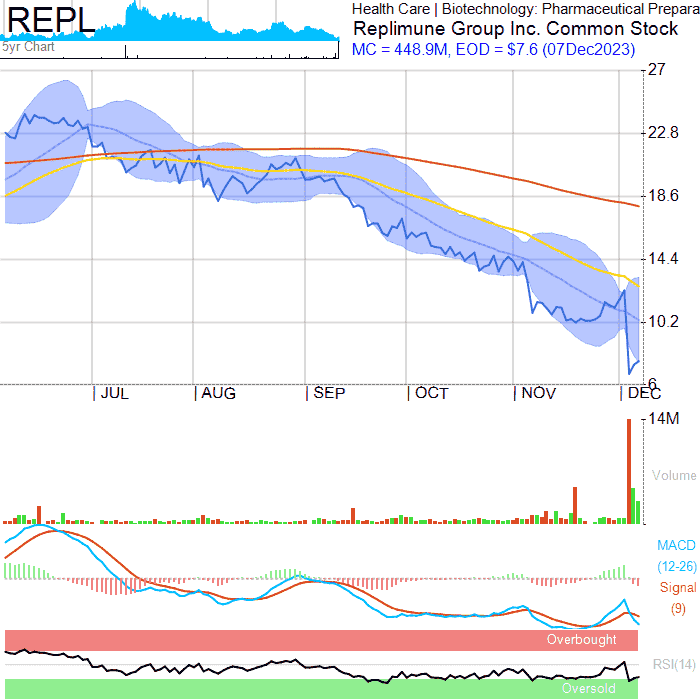 REPL
5yr Chart
Health Care | Biotechnology: Pharmaceutical Prepara
Replimune Group Inc. Common Stock
MC = 448.9M, EOD = $7.6 (07Dec2023)
27
22.8
18.6
14.4
10.2
6
JUL AUG SEP OCT NOV DEC
14M
Volume
MACD
(12-26)
Signal
(9)
Overbought
RSI(14)
Oversold